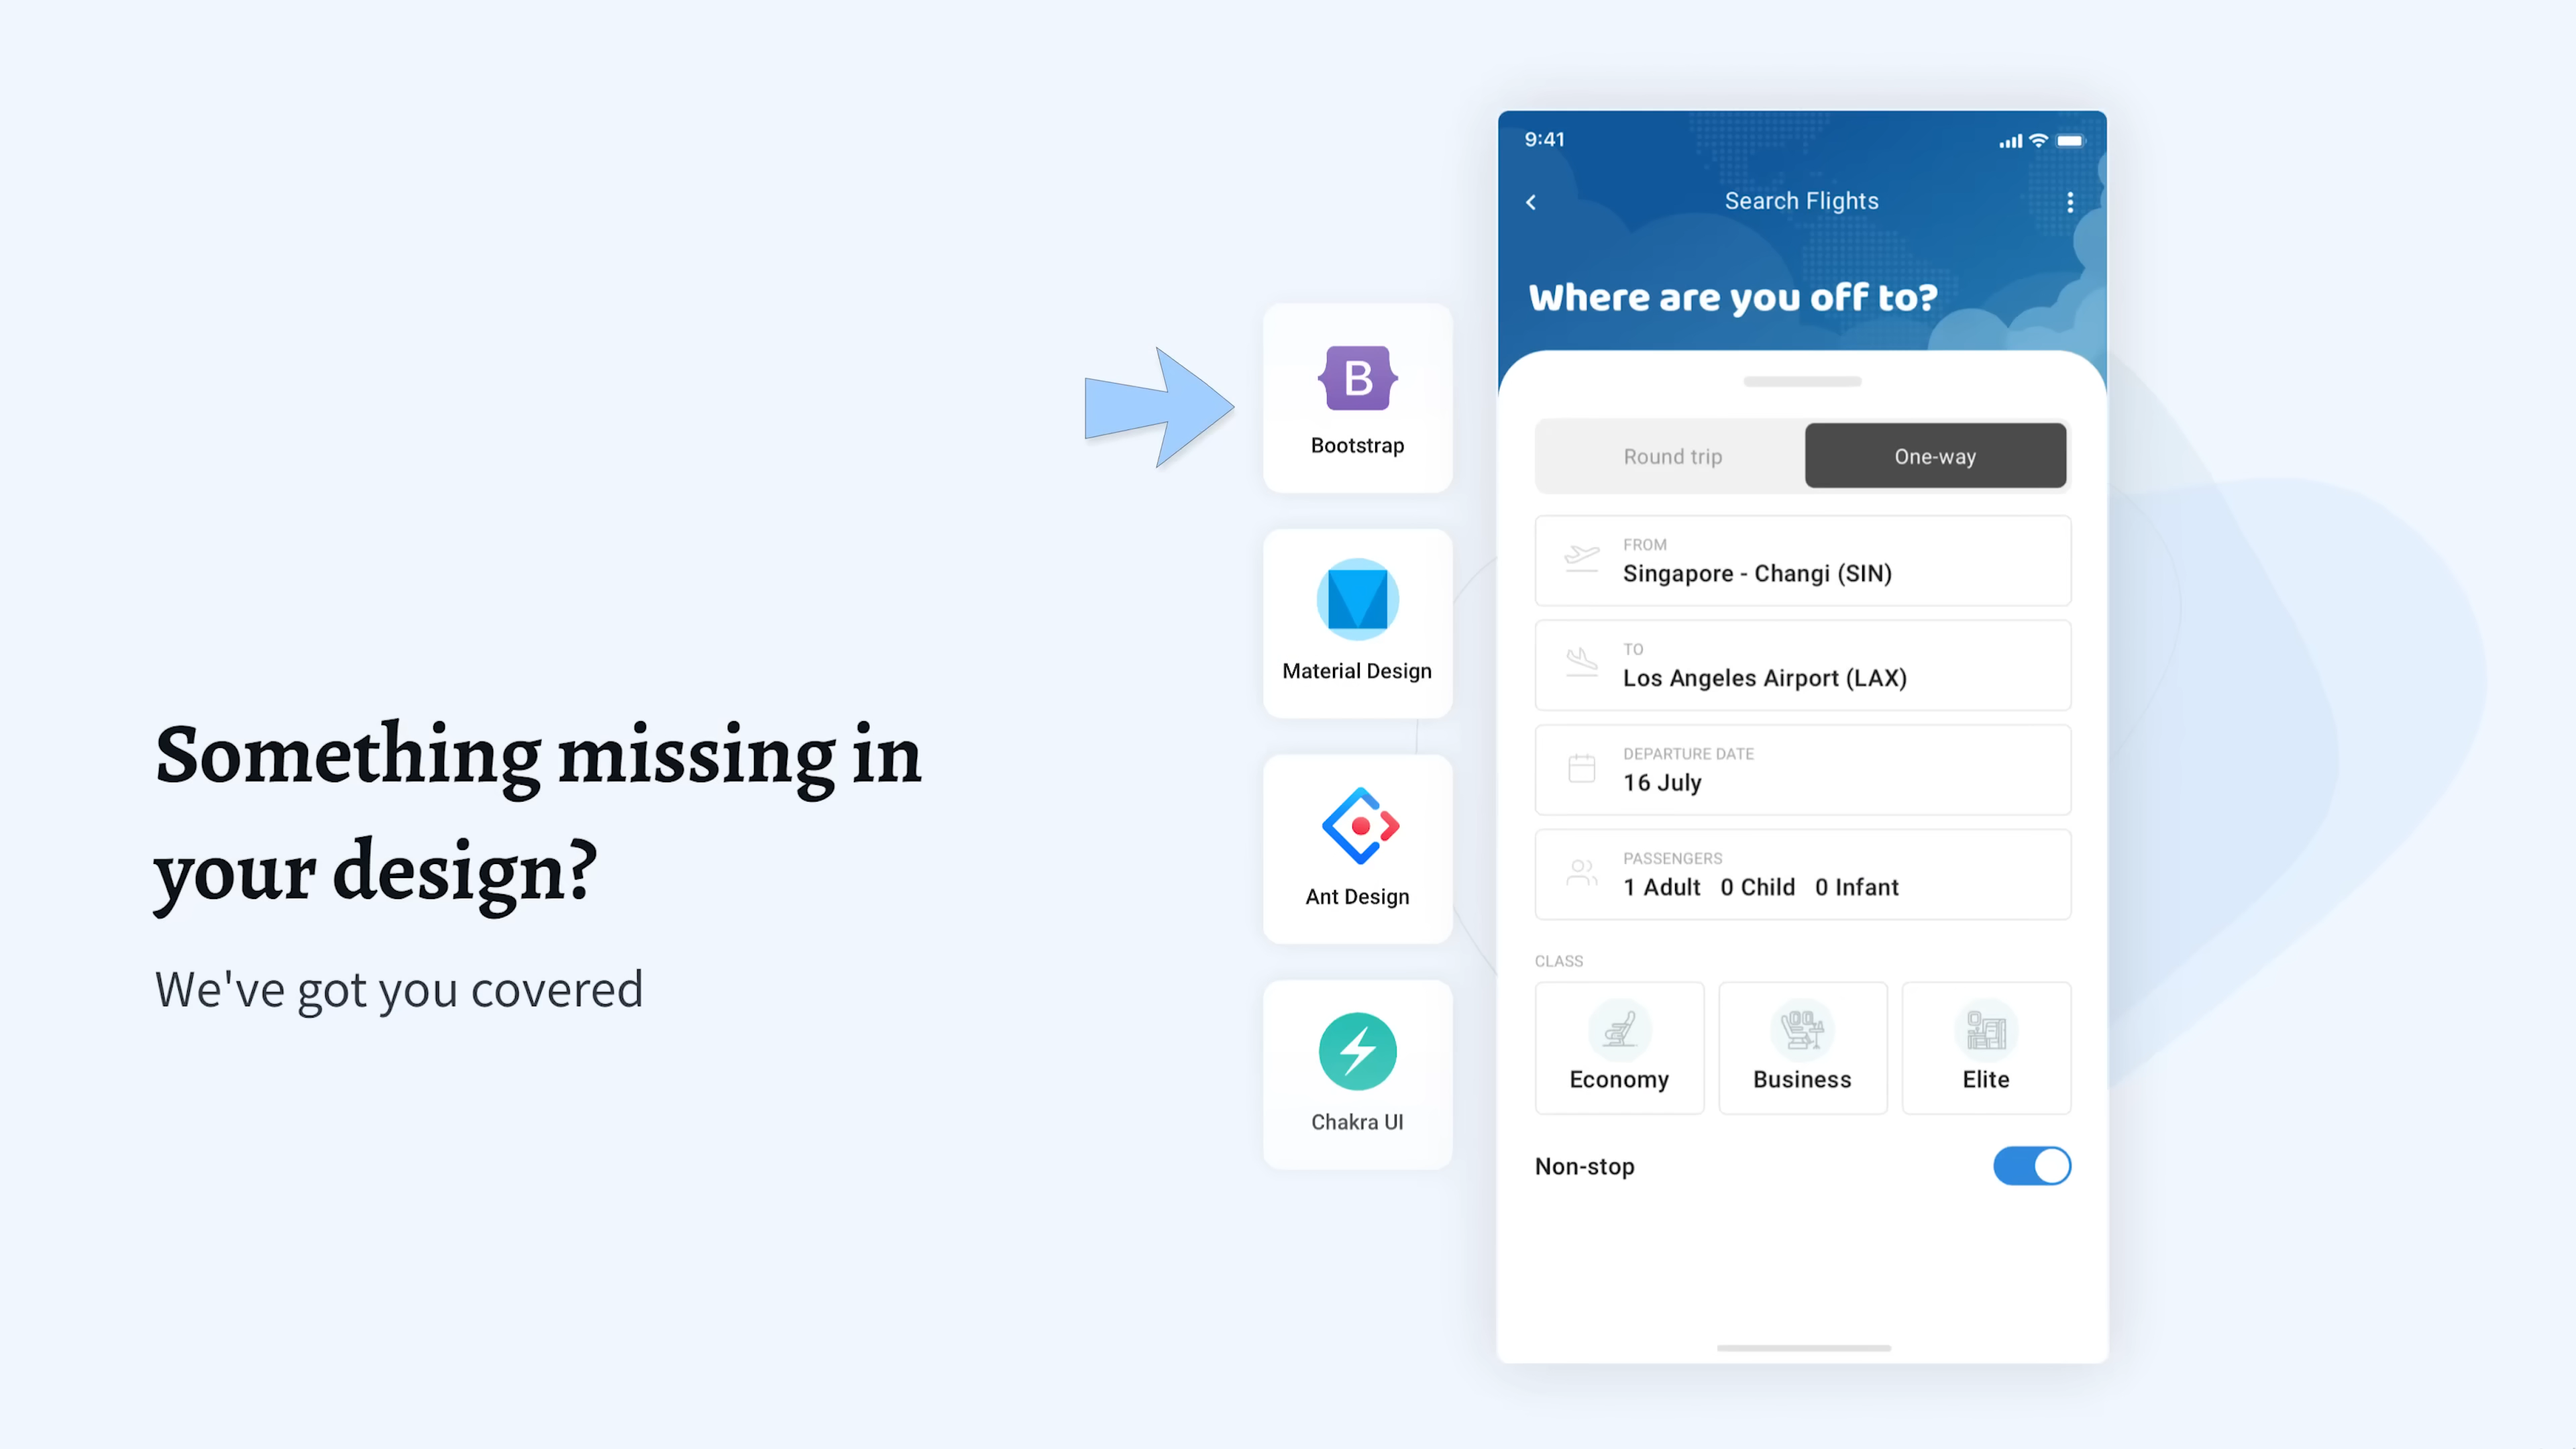 Something missing in
your design?
We've got you covered
B
Bootstrap
Material Design
Ant Design
Chakra UI
9:41
Search Flights
Where are you off to?
Round trip
One-way
FROM
Singapore - Changi (SIN)
TO
Los Angeles Airport (LAX)
DEPARTURE DATE
16 July
PASSENGERS
1 Adult 0 Child 0 Infant
CLASS
Economy
Business
Elite
Non-stop